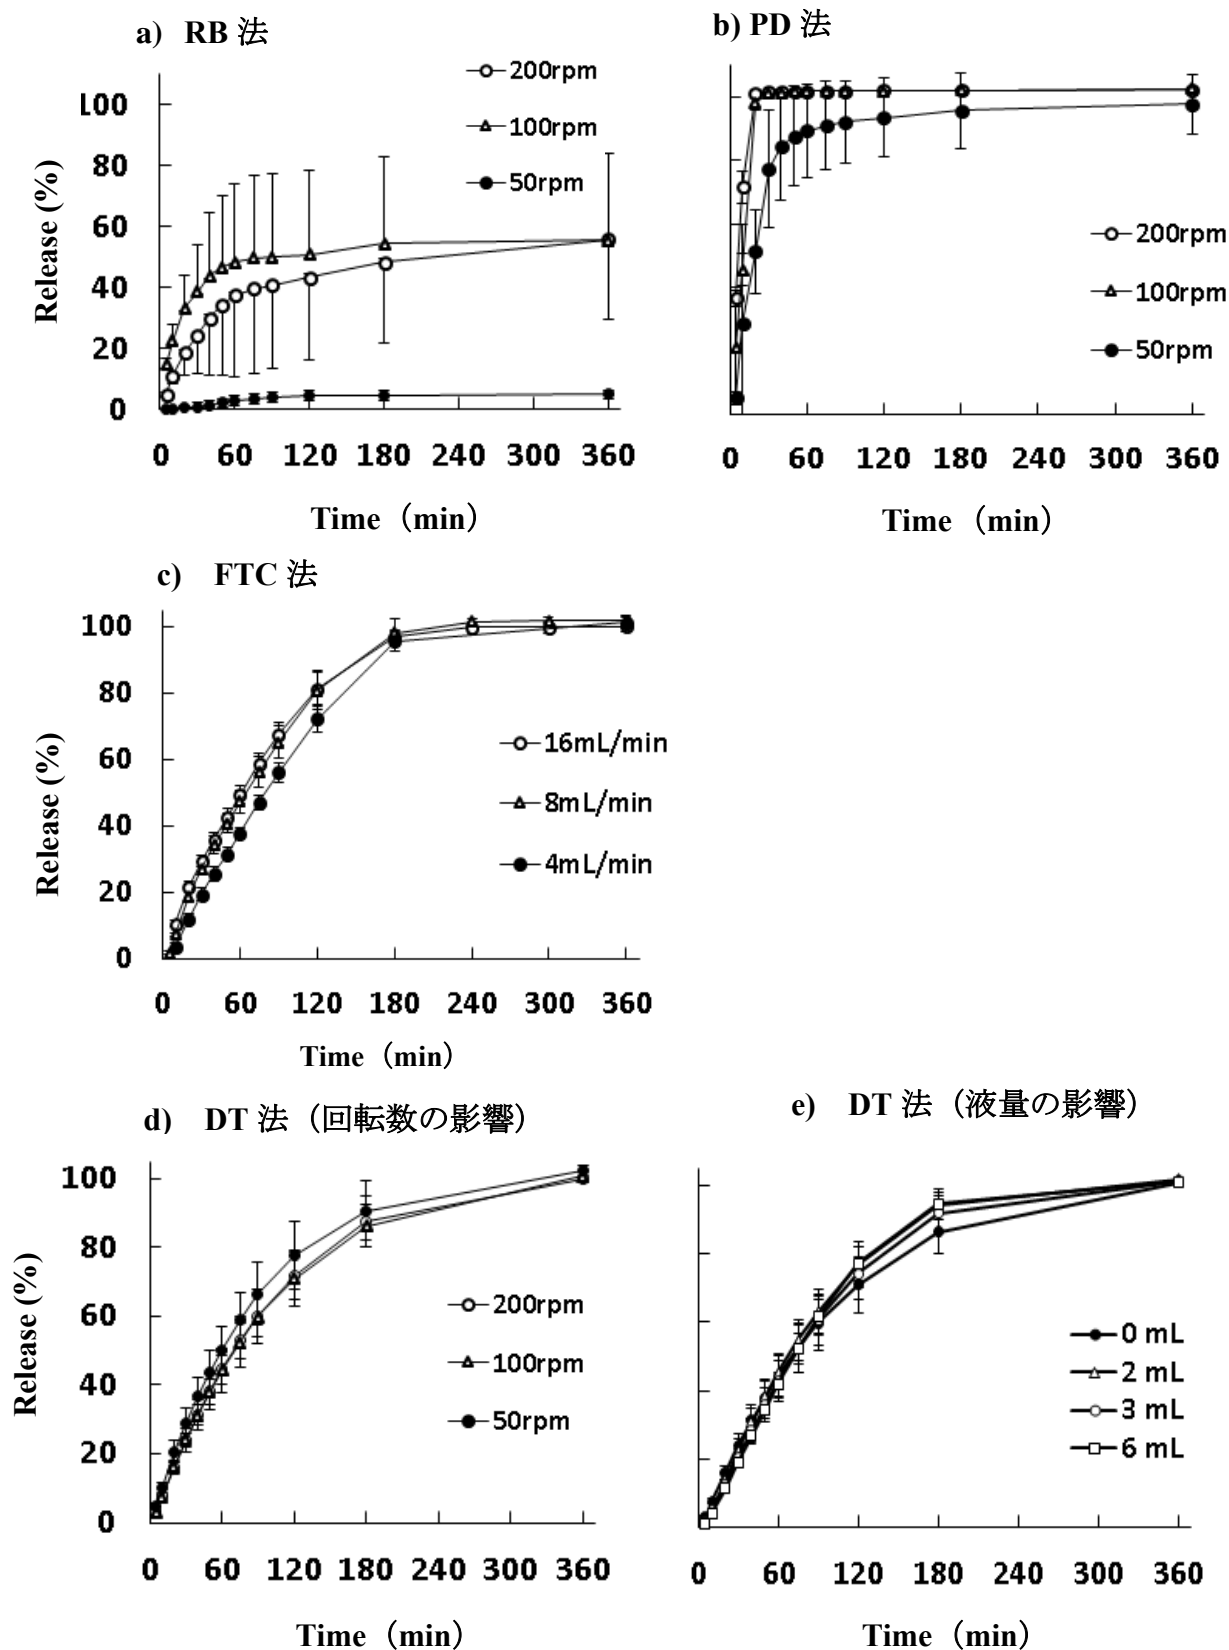 a) RB 法
200rpm
100rpm
50rpm
Release (%)
100
80
60
40
20
0
0 60 120 180 240 300 360
Time（min）
b) PD 法
200rpm
100rpm
50rpm
0 60 120 180 240 300 360
Time（min）
c) FTC 法
16mL/min
8mL/min
4mL/min
Release (%)
100
80
60
40
20
0
0 60 120 180 240 300 360
Time（min）
d) DT 法（回転数の影響）
200rpm
100rpm
50rpm
Release (%)
100
80
60
40
20
0
0 60 120 180 240 300 360
Time（min）
e) DT 法（液量の影響）
0 mL
2 mL
3 mL
6 mL
0 60 120 180 240 300 360
Time（min）